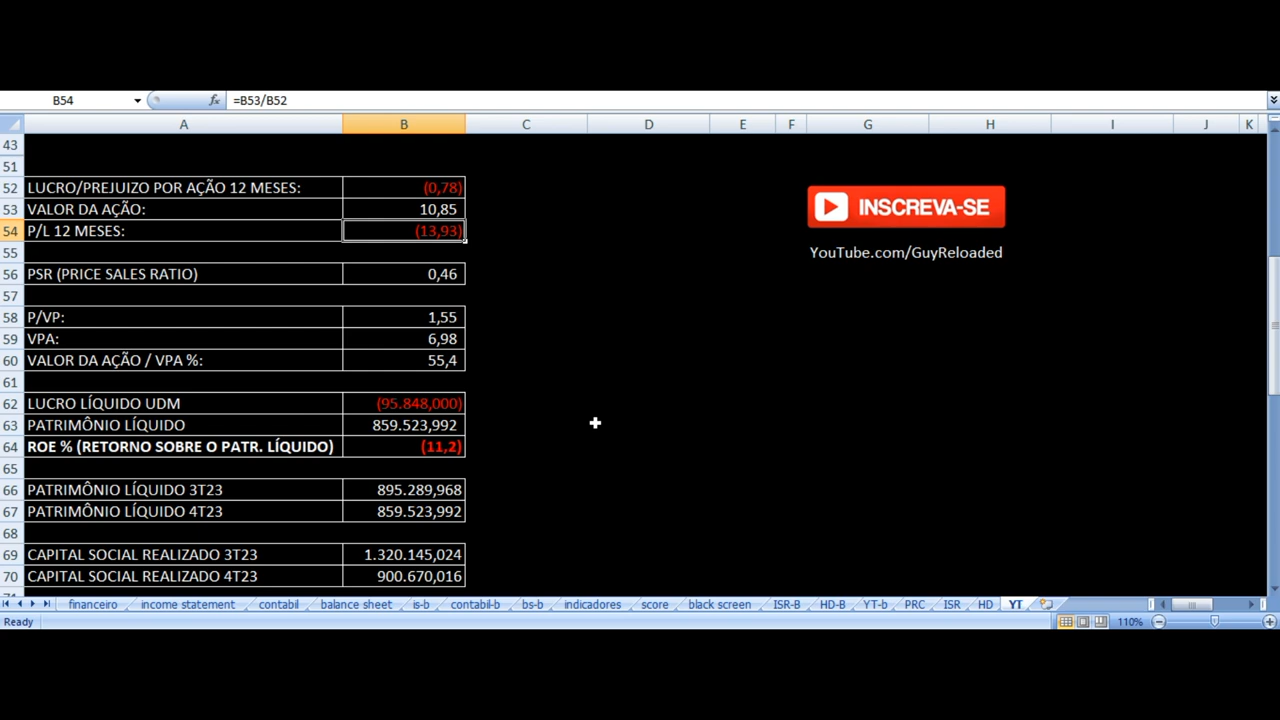 B54 fx =B53/B52
A B C D E F G H I J K
43
51
52 LUCRO/PREJUIZO POR AÇÃO 12 MESES: (0,78)
53 VALOR DA AÇÃO: 10,85
54 P/L 12 MESES: (13,93)
55
56 PSR (PRICE SALES RATIO) 0,46
57
58 P/VP: 1,55
59 VPA: 6,98
60 VALOR DA AÇÃO / VPA %: 55,4
61
62 LUCRO LÍQUIDO UDM (95.848,000)
63 PATRIMÔNIO LÍQUIDO 859.523,992
64 ROE % (RETORNO SOBRE O PATR. LÍQUIDO) (11,2)
65
66 PATRIMÔNIO LÍQUIDO 3T23 895.289,968
67 PATRIMÔNIO LÍQUIDO 4T23 859.523,992
68
69 CAPITAL SOCIAL REALIZADO 3T23 1.320.145,024
70 CAPITAL SOCIAL REALIZADO 4T23 900.670,016
INSCREVA-SE
YouTube.com/GuyReloaded
financeiro income statement contabil balance sheet is-b contabil-b bs-b indicadores score black screen ISR-B HD-B YT-b PRC ISR HD YT
Ready 110%